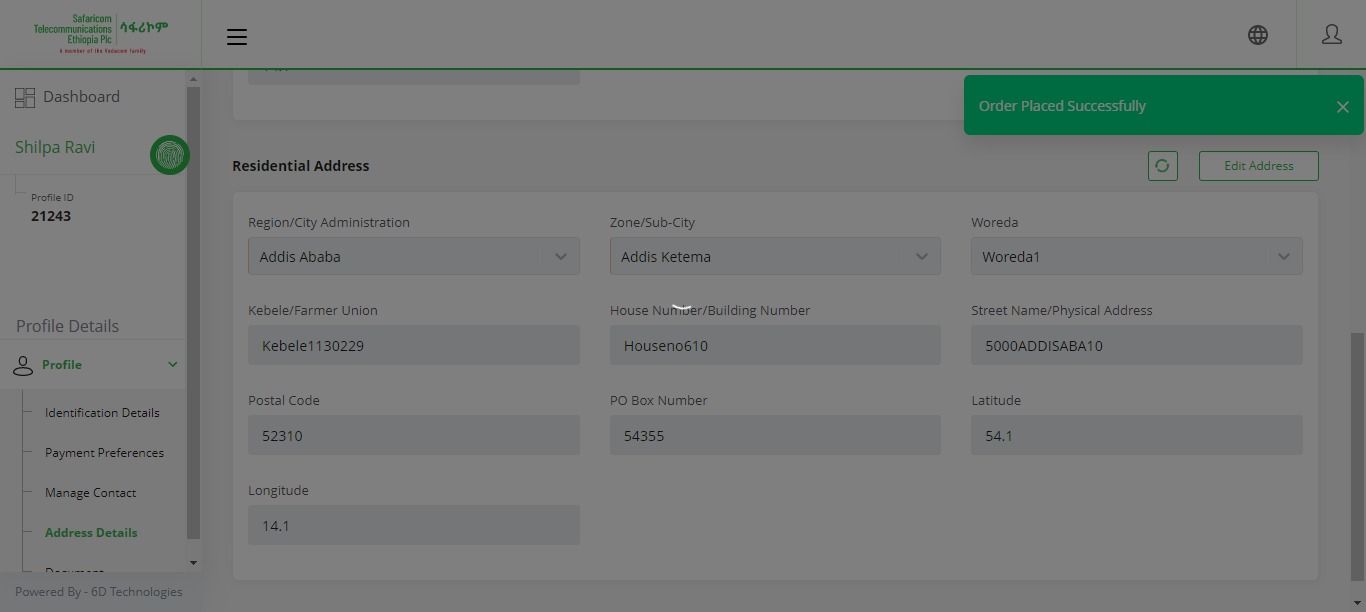 Safaricom
Telecommunications
Ethiopia Plc
ሳፋሪኮም
A member of the Vodacom family
Order Placed Successfully
Dashboard
Shilpa Ravi
Profile ID
21243
Profile Details
Profile
Identification Details
Payment Preferences
Manage Contact
Address Details
Document
Powered By - 6D Technologies
Residential Address
Edit Address
Region/City Administration
Zone/Sub-City
Woreda
Addis Ababa
Addis Ketema
Woreda1
Kebele/Farmer Union
House Number/Building Number
Street Name/Physical Address
Kebele1130229
Houseno610
5000ADDISABA10
Postal Code
PO Box Number
Latitude
52310
54355
54.1
Longitude
14.1